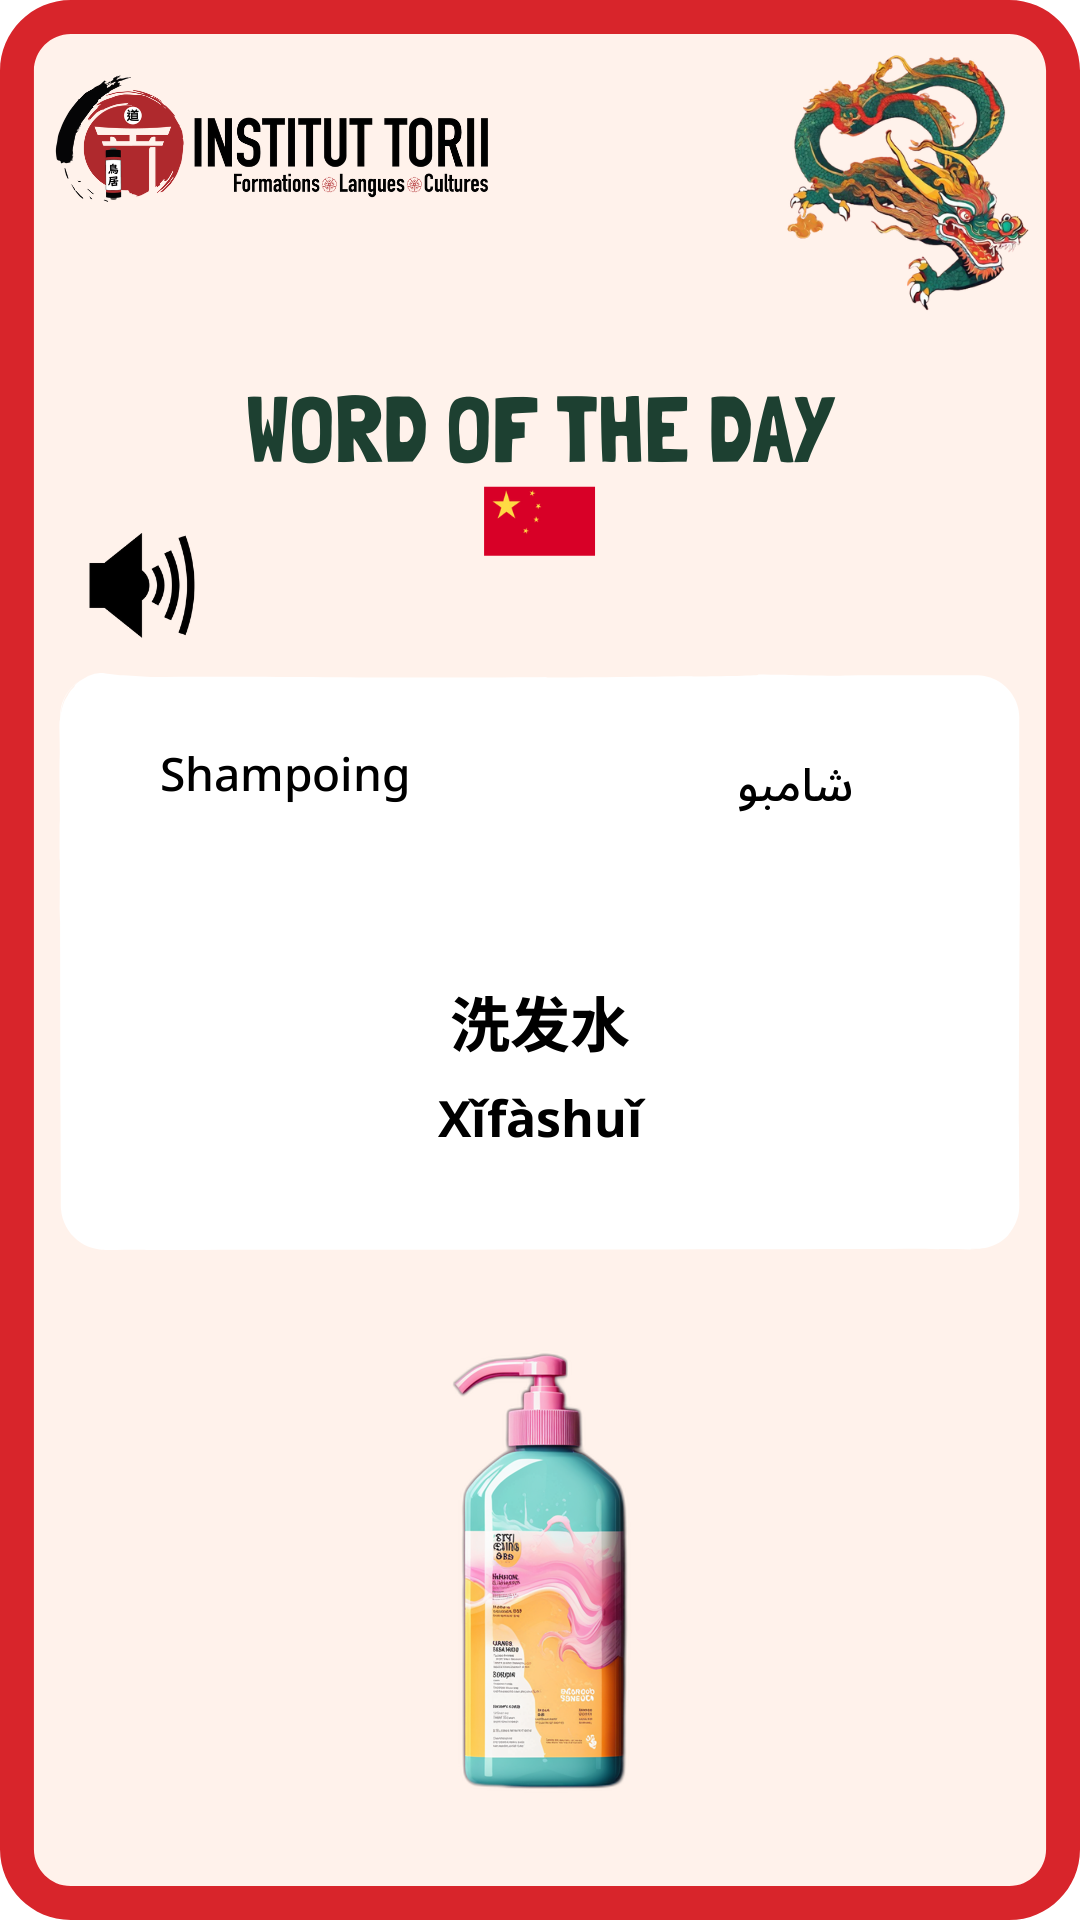 道
鳥居
INSTITUT TORII
Formations Langues Cultures
WORD OF THE DAY
Shampoing
شامبو
洗发水
Xǐfàshuǐ